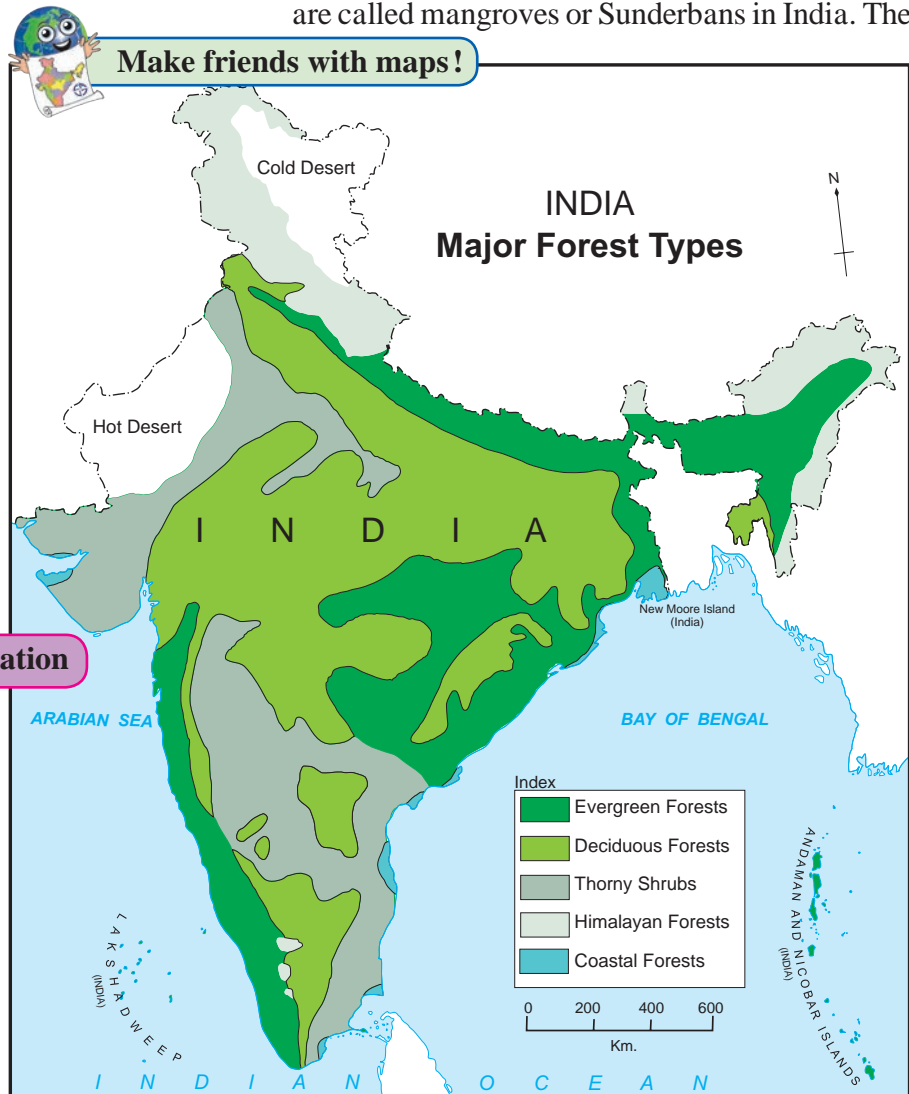 are called mangroves or Sunderbans in India. The
Make friends with maps!
Cold Desert
INDIA
Major Forest Types
N
Hot Desert
I N D I A
New Moore Island
(India)
ation
ARABIAN SEA
BAY OF BENGAL
Index
Evergreen Forests
Deciduous Forests
Thorny Shrubs
Himalayan Forests
Coastal Forests
0 200 400 600
Km.
LAKSHADWEEP
(INDIA)
ANDAMAN AND NICOBAR ISLANDS
(INDIA)
I N D I A N O C E A N